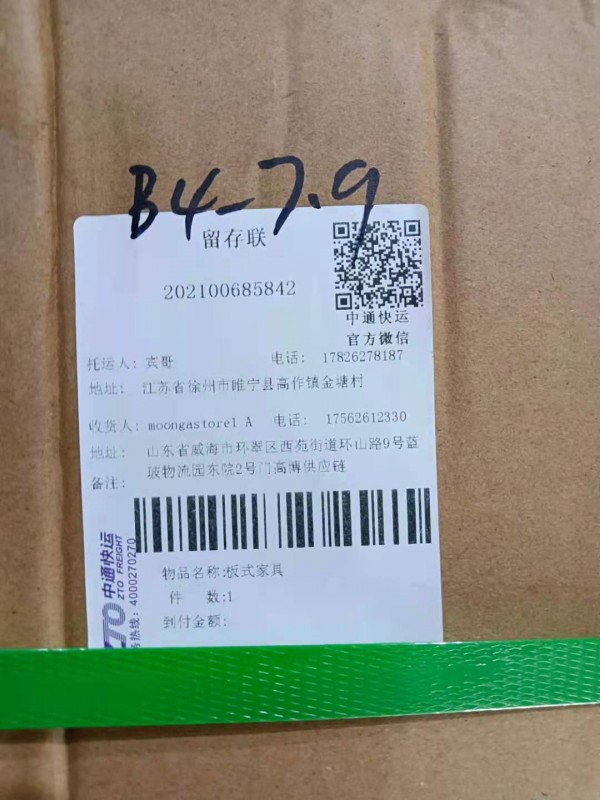 B4-7.9
留存联
202100685842
中通快运
官方微信
托运人: 宾哥 电话: 17826278187
地址: 江苏省徐州市睢宁县高作镇金塘村
收货人: moongastore1 A 电话: 17562612330
地址: 山东省威海市环翠区西苑街道环山路9号蓝
玻物流园东院2号门高博供应链
备注:
物品名称:板式家具
件 数:1
到付金额:
ZTO 中通快运
ZTO FREIGHT
热线: 4000270270